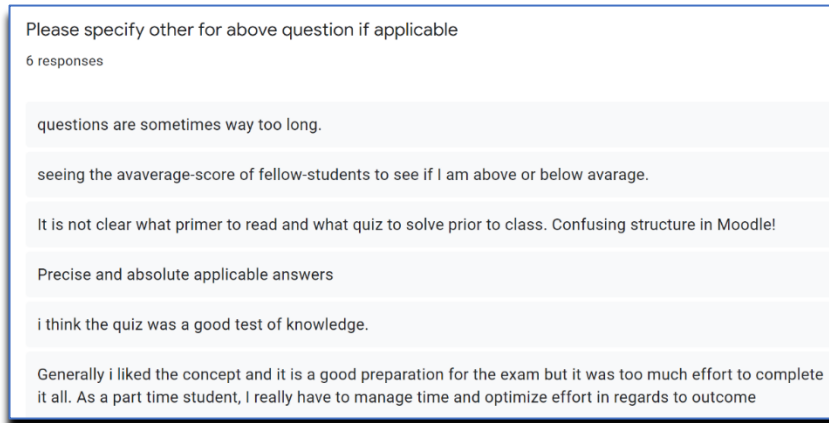 Please specify other for above question if applicable
6 responses
questions are sometimes way too long.
seeing the avaverage-score of fellow-students to see if I am above or below avarage.
It is not clear what primer to read and what quiz to solve prior to class. Confusing structure in Moodle!
Precise and absolute applicable answers
i think the quiz was a good test of knowledge.
Generally i liked the concept and it is a good preparation for the exam but it was too much effort to complete
it all. As a part time student, I really have to manage time and optimize effort in regards to outcome